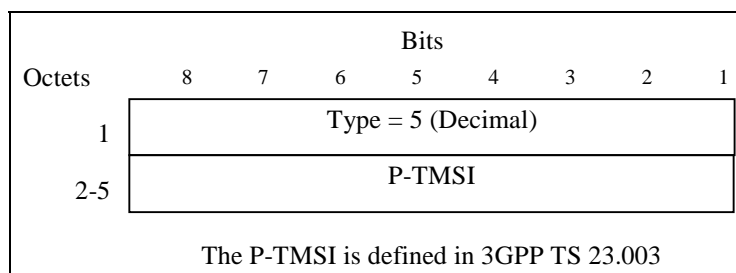 Bits
Octets 8 7 6 5 4 3 2 1
1 Type = 5 (Decimal)
2-5 P-TMSI
The P-TMSI is defined in 3GPP TS 23.003